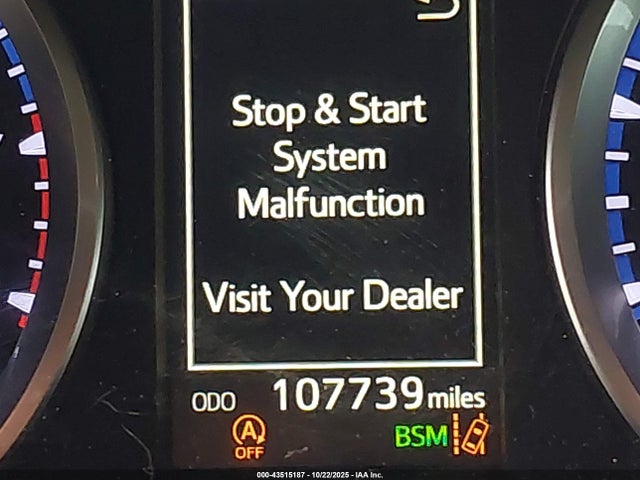 Stop & Start
System
Malfunction
Visit Your Dealer
ODO 107739 miles
A
OFF
BSM
000-43515187 - 10/22/2025 - IAA Inc.